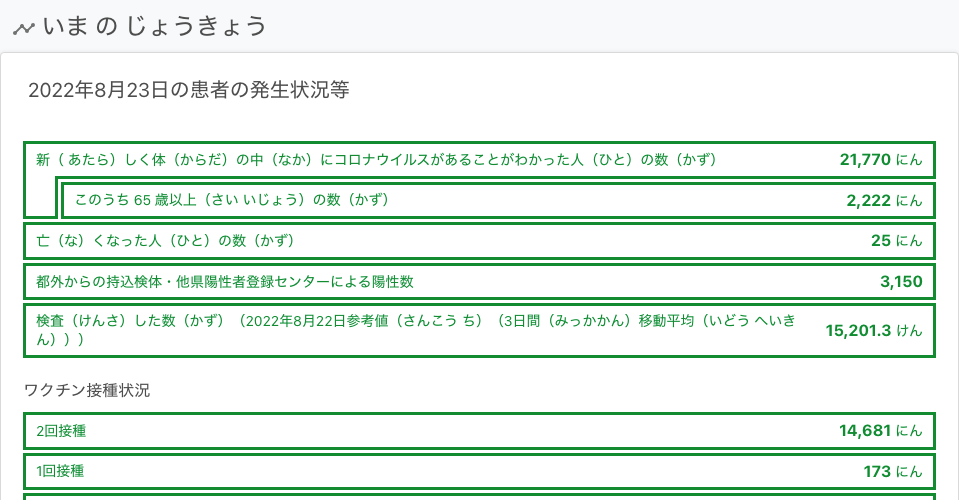 いま の じょうきょう
2022年8月23日の患者の発生状況等
新（ あたら）しく体（からだ）の中（なか）にコロナウイルスがあることがわかった人（ひと）の数（かず） 21,770 にん
このうち 65 歳以上（さい いじょう）の数（かず） 2,222 にん
亡（な）くなった人（ひと）の数（かず） 25 にん
都外からの持込検体・他県陽性者登録センターによる陽性数 3,150
検査（けんさ）した数（かず）（2022年8月22日参考値（さんこう ち）（3日間（みっかかん）移動平均（いどう へいき
ん））） 15,201.3 けん
ワクチン接種状況
2回接種 14,681 にん
1回接種 173 にん